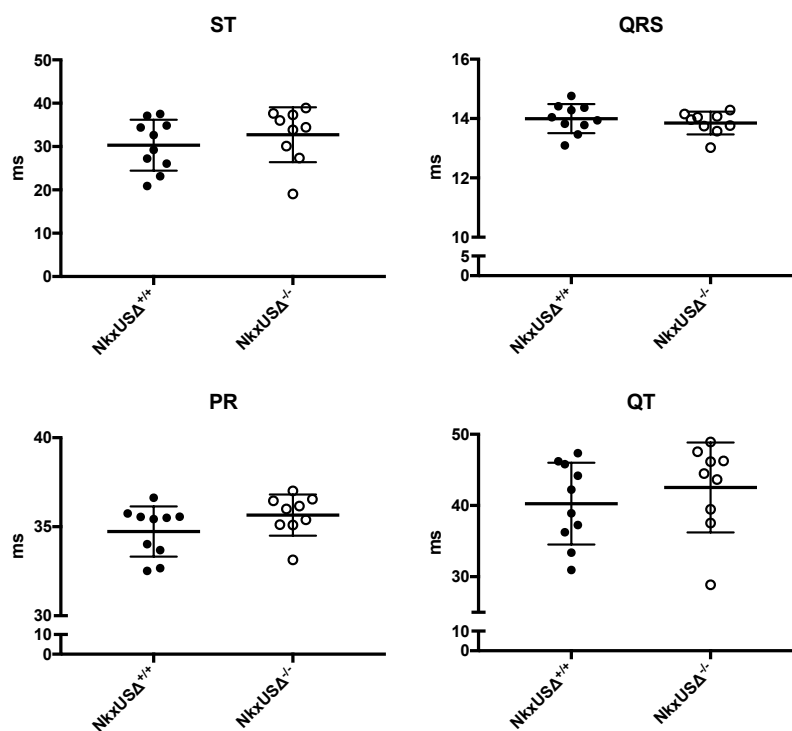 ST
50
40
30
20
10
0
ms
NkxUSΔ+/+
NkxUSΔ-/-
QRS
16
14
12
10
5
0
ms
NkxUSΔ+/+
NkxUSΔ-/-
PR
40
35
30
10
0
ms
NkxUSΔ+/+
NkxUSΔ-/-
QT
50
40
30
10
0
ms
NkxUSΔ+/+
NkxUSΔ-/-